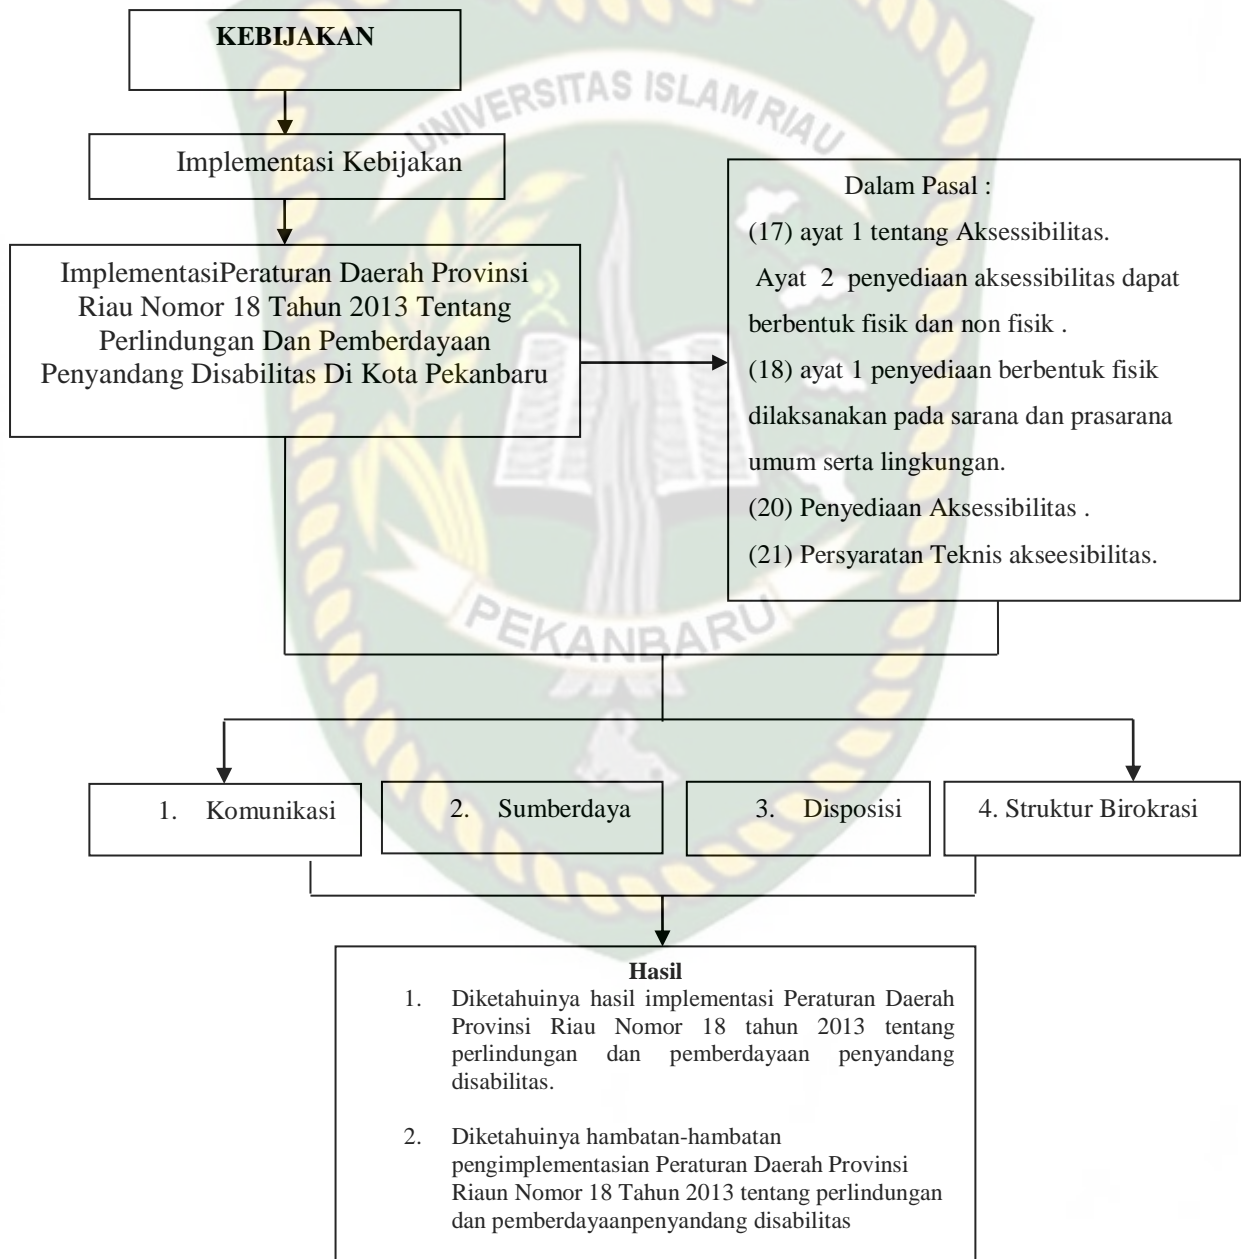 KEBIJAKAN
UNIVERSITAS ISLAM RIAU
Implementasi Kebijakan
ImplementasiPeraturan Daerah Provinsi
Riau Nomor 18 Tahun 2013 Tentang
Perlindungan Dan Pemberdayaan
Penyandang Disabilitas Di Kota Pekanbaru
Dalam Pasal :
(17) ayat 1 tentang Aksessibilitas.
Ayat 2 penyediaan aksessibilitas dapat
berbentuk fisik dan non fisik .
(18) ayat 1 penyediaan berbentuk fisik
dilaksanakan pada sarana dan prasarana
umum serta lingkungan.
(20) Penyediaan Aksessibilitas .
(21) Persyaratan Teknis akseesibilitas.
PEKANBARU
1. Komunikasi
2. Sumberdaya
3. Disposisi
4. Struktur Birokrasi
Hasil
1. Diketahuinya hasil implementasi Peraturan Daerah
Provinsi Riau Nomor 18 tahun 2013 tentang
perlindungan dan pemberdayaan penyandang
disabilitas.
2. Diketahuinya hambatan-hambatan
pengimplementasian Peraturan Daerah Provinsi
Riaun Nomor 18 Tahun 2013 tentang perlindungan
dan pemberdayaanpenyandang disabilitas